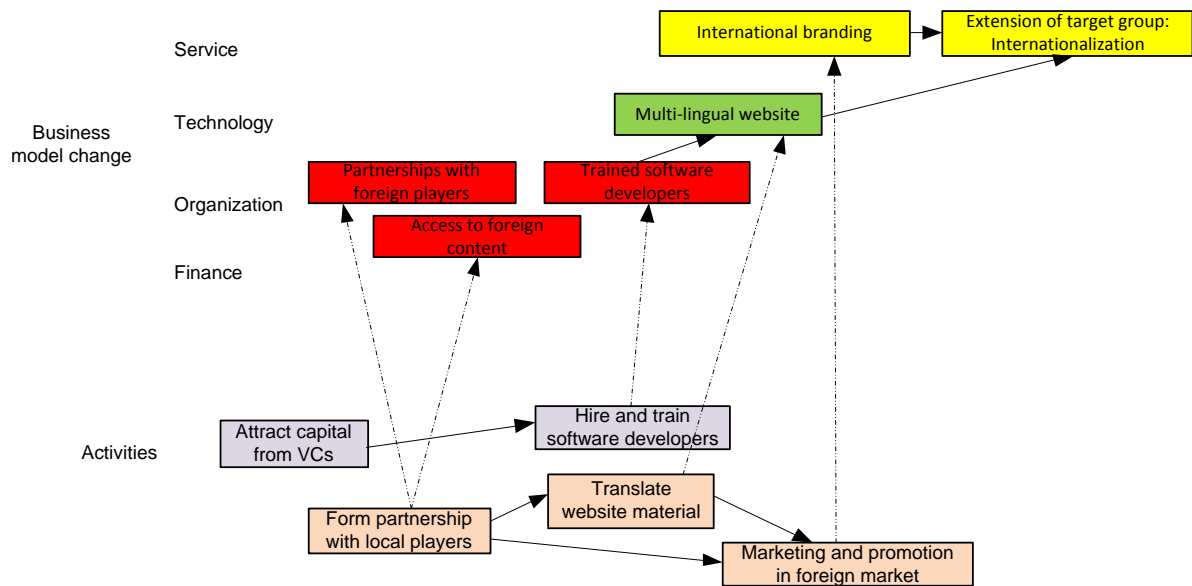 International branding
Extension of target group:
Internationalization
Service
Multi-lingual website
Technology
Business
model change
Partnerships with
foreign players
Trained software
developers
Organization
Access to foreign
content
Finance
Hire and train
software developers
Attract capital
from VCs
Activities
Translate
website material
Form partnership
with local players
Marketing and promotion
in foreign market